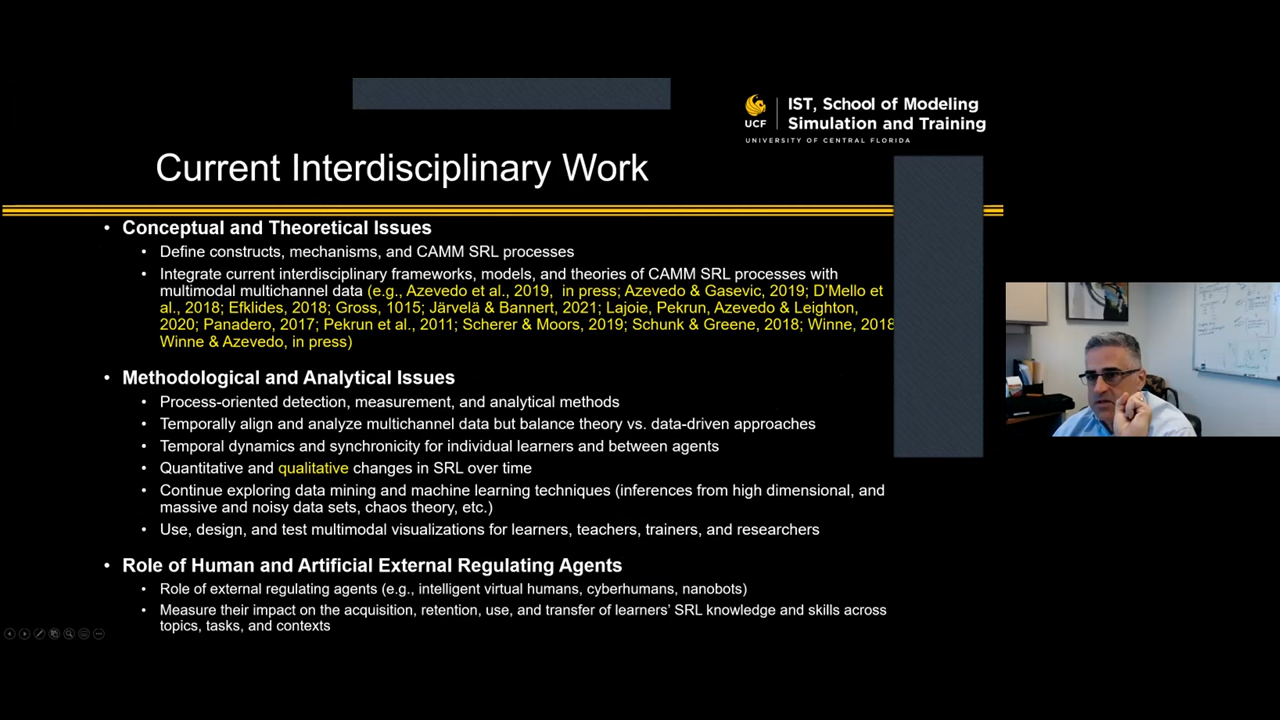 UCF
IST, School of Modeling
Simulation and Training
UNIVERSITY OF CENTRAL FLORIDA
Current Interdisciplinary Work
• Conceptual and Theoretical Issues
• Define constructs, mechanisms, and CAMM SRL processes
• Integrate current interdisciplinary frameworks, models, and theories of CAMM SRL processes with
multimodal multichannel data (e.g., Azevedo et al., 2019, in press; Azevedo & Gasevic, 2019; D'Mello et
al., 2018; Efklides, 2018; Gross, 1015; Järvelä & Bannert, 2021; Lajoie, Pekrun, Azevedo & Leighton,
2020; Panadero, 2017; Pekrun et al., 2011; Scherer & Moors, 2019; Schunk & Greene, 2018; Winne, 2018
Winne & Azevedo, in press)
• Methodological and Analytical Issues
• Process-oriented detection, measurement, and analytical methods
• Temporally align and analyze multichannel data but balance theory vs. data-driven approaches
• Temporal dynamics and synchronicity for individual learners and between agents
• Quantitative and qualitative changes in SRL over time
• Continue exploring data mining and machine learning techniques (inferences from high dimensional, and
massive and noisy data sets, chaos theory, etc.)
• Use, design, and test multimodal visualizations for learners, teachers, trainers, and researchers
• Role of Human and Artificial External Regulating Agents
• Role of external regulating agents (e.g., intelligent virtual humans, cyberhumans, nanobots)
• Measure their impact on the acquisition, retention, use, and transfer of learners' SRL knowledge and skills across
topics, tasks, and contexts